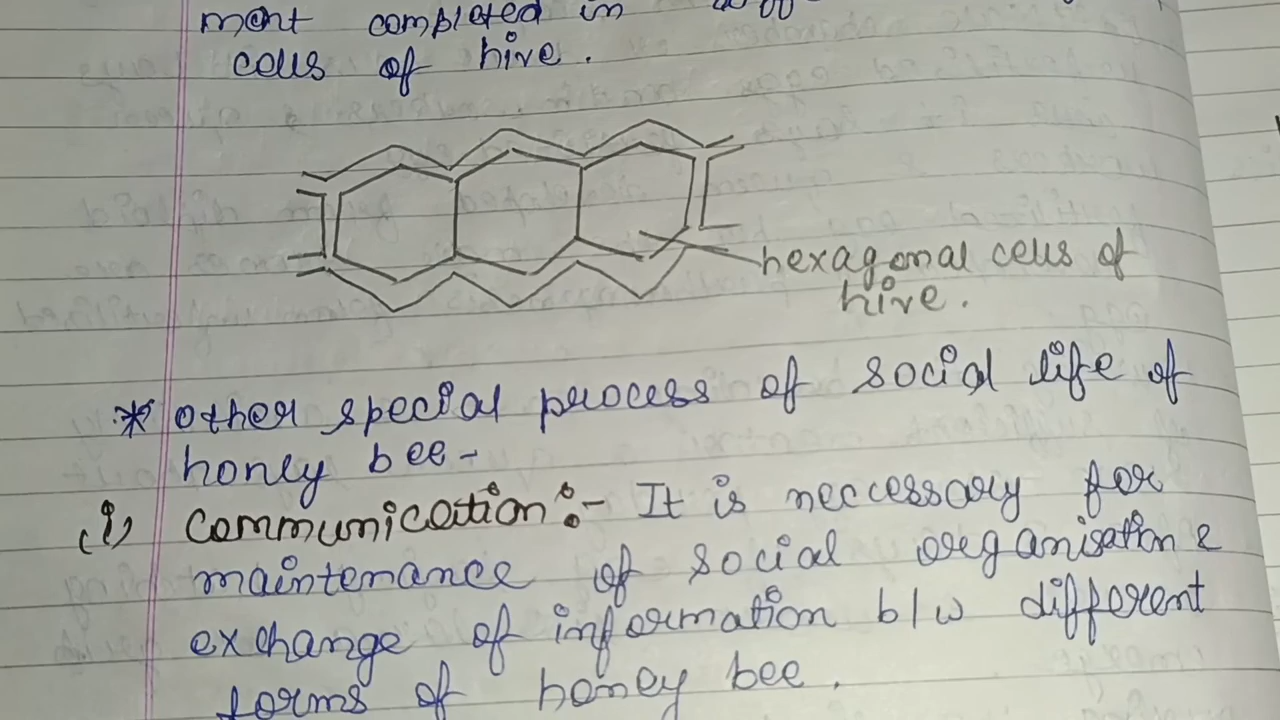 ment completed in
cells of hive.
hexagonal cells of
hive.
* other special process of social life of
honey bee -
(i) Communication :- It is neccessary for
maintenance of social organisation &
exchange of information b/w different
forms of honey bee.